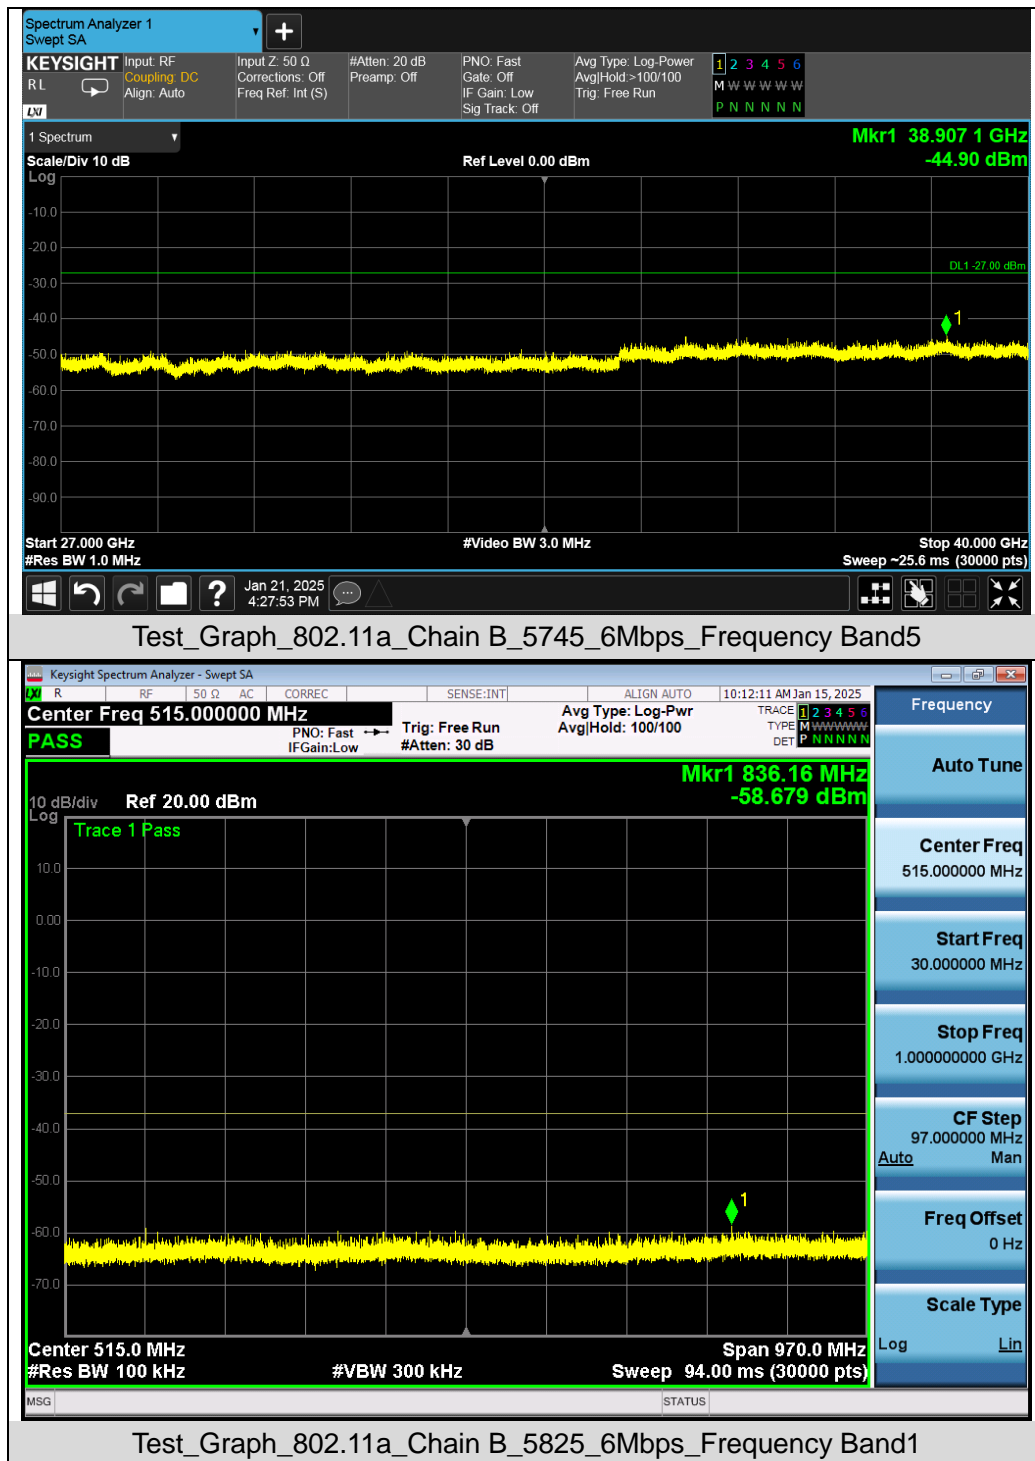 Spectrum Analyzer 1
Swept SA
+
KEYSIGHT
R L
LXI
Input: RF
Coupling: DC
Align: Auto
Input Z: 50 Ω
Corrections: Off
Freq Ref: Int (S)
#Atten: 20 dB
Preamp: Off
PNO: Fast
Gate: Off
IF Gain: Low
Sig Track: Off
Avg Type: Log-Power
Avg|Hold:>100/100
Trig: Free Run
1 2 3 4 5 6
M W W W W W
P N N N N N
1 Spectrum
Mkr1 38.907 1 GHz
-44.90 dBm
Scale/Div 10 dB
Ref Level 0.00 dBm
Log
-10.0
-20.0
DL1 -27.00 dBm
-30.0
-40.0
1
-50.0
-60.0
-70.0
-80.0
-90.0
Start 27.000 GHz
#Video BW 3.0 MHz
Stop 40.000 GHz
#Res BW 1.0 MHz
Sweep ~25.6 ms (30000 pts)
?
Jan 21, 2025
4:27:53 PM
Test_Graph_802.11a_Chain B_5745_6Mbps_Frequency Band5
Keysight Spectrum Analyzer - Swept SA
LXI R RF 50 Ω AC CORREC SENSE:INT ALIGN AUTO 10:12:11 AM Jan 15, 2025
Center Freq 515.000000 MHz
PASS
PNO: Fast
IFGain:Low
Trig: Free Run
#Atten: 30 dB
Avg Type: Log-Pwr
Avg|Hold: 100/100
TRACE 1 2 3 4 5 6
TYPE M W W W W W
DET P N N N N N
Mkr1 836.16 MHz
-58.679 dBm
10 dB/div
Ref 20.00 dBm
Log
Trace 1 Pass
10.0
0.00
-10.0
-20.0
-30.0
-40.0
-50.0
1
-60.0
-70.0
Center 515.0 MHz
Span 970.0 MHz
#Res BW 100 kHz
#VBW 300 kHz
Sweep 94.00 ms (30000 pts)
MSG
STATUS
Frequency
Auto Tune
Center Freq
515.000000 MHz
Start Freq
30.000000 MHz
Stop Freq
1.000000000 GHz
CF Step
97.000000 MHz
Auto Man
Freq Offset
0 Hz
Scale Type
Log Lin
Test_Graph_802.11a_Chain B_5825_6Mbps_Frequency Band1